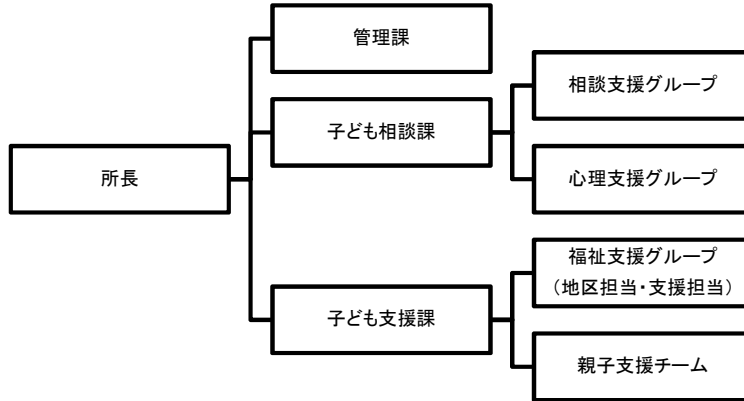 所長
管理課
子ども相談課
相談支援グループ
心理支援グループ
子ども支援課
福祉支援グループ
（地区担当・支援担当）
親子支援チーム